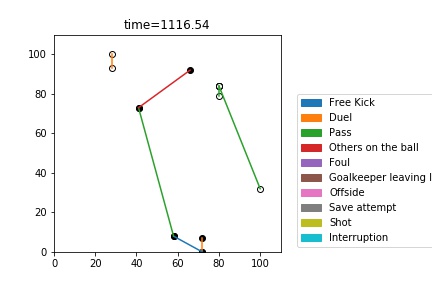 time=1116.54
100
80
60
40
20
0
0 20 40 60 80 100
Free Kick
Duel
Pass
Others on the ball
Foul
Goalkeeper leaving l
Offside
Save attempt
Shot
Interruption